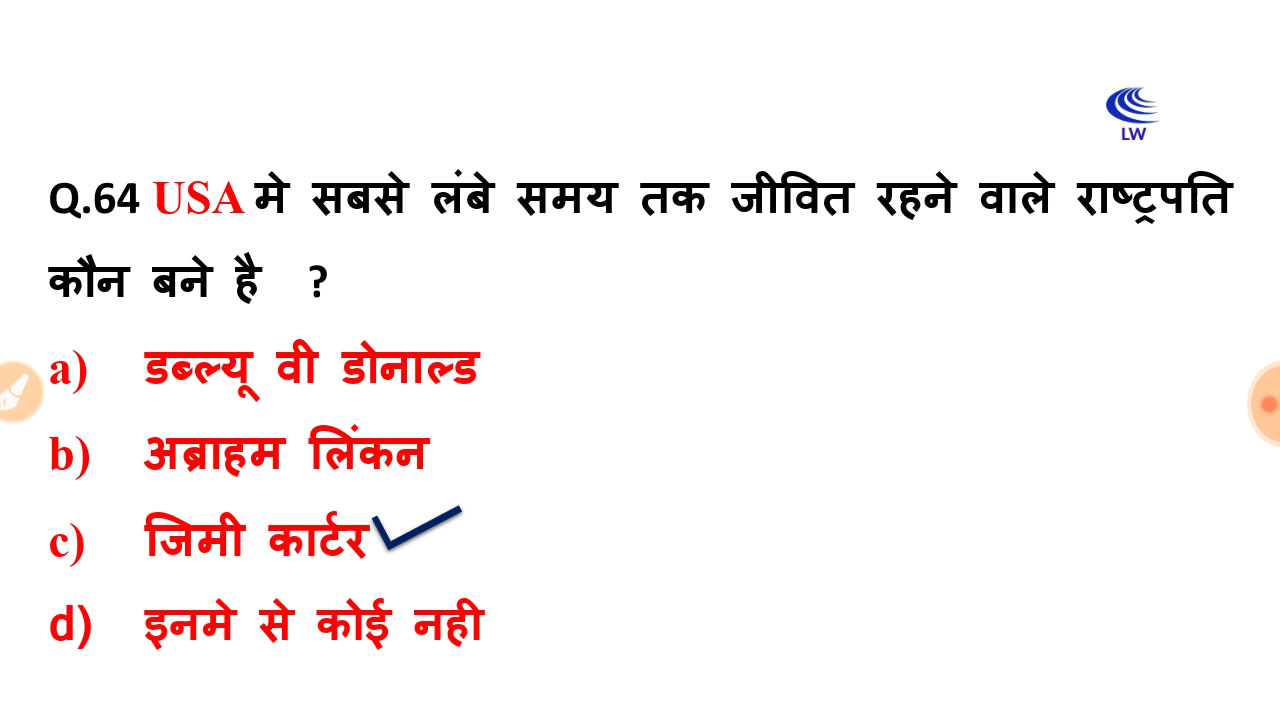 LW
Q.64 USA मे सबसे लंबे समय तक जीवित रहने वाले राष्ट्रपति
कौन बने है ?
a) डब्ल्यू वी डोनाल्ड
b) अब्राहम लिंकन
c) जिमी कार्टर
d) इनमे से कोई नही